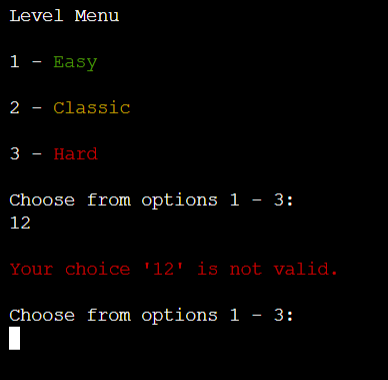 Level Menu
1 - Easy
2 - Classic
3 - Hard
Choose from options 1 - 3:
12
Your choice '12' is not valid.
Choose from options 1 - 3: